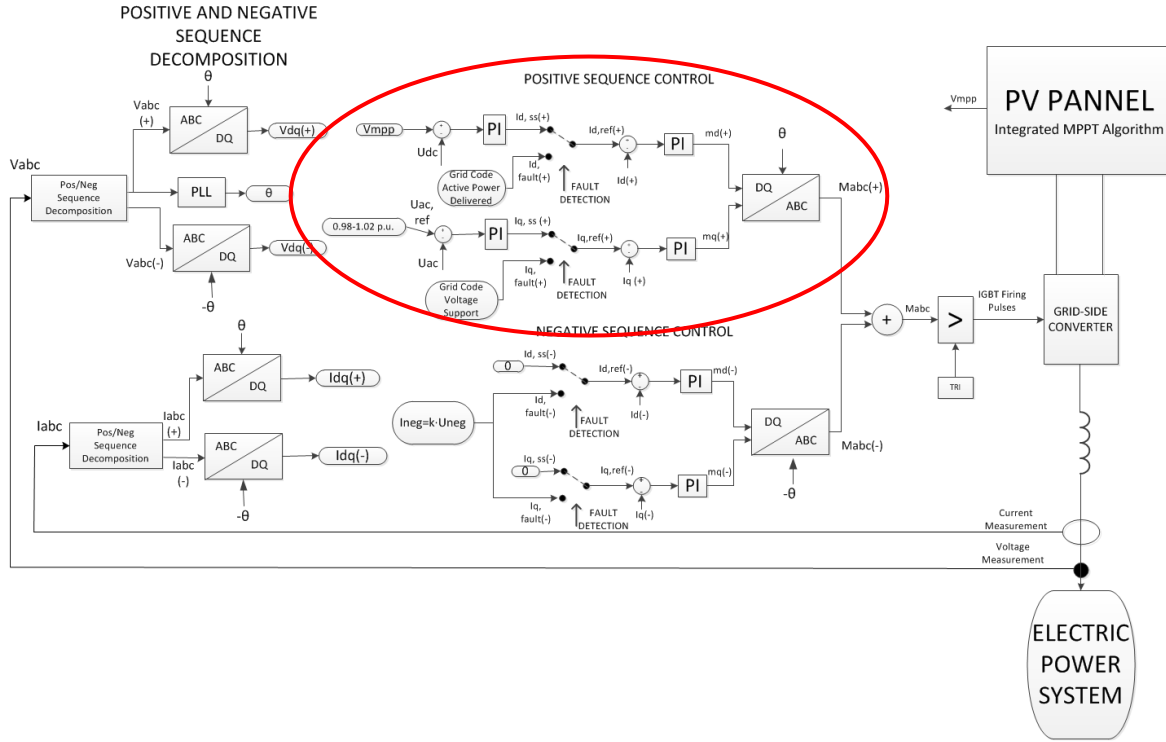 POSITIVE AND NEGATIVE
SEQUENCE
DECOMPOSITION
θ
Vabc
(+)
ABC
DQ
Vdq(+)
Vabc
Pos/Neg
Sequence
Decomposition
PLL
θ
ABC
DQ
Vdq(-)
Vabc(-)
-θ
POSITIVE SEQUENCE CONTROL
Vmpp
+
-
Udc
PI
Id, ss(+)
Id,ref(+)
+
-
PI
md(+)
Id,
fault(+)
Id(+)
Grid Code
Active Power
Delivered
FAULT
DETECTION
θ
DQ
ABC
Mabc(+)
0.98-1.02 p.u.
Uac,
ref
+
-
Uac
PI
Iq, ss (+)
Iq,ref(+)
+
-
PI
mq(+)
Iq,
fault(+)
Iq (+)
Grid Code
Voltage
Support
FAULT
DETECTION
NEGATIVE SEQUENCE CONTROL
0
Id, ss(-)
Id,ref(-)
+
-
PI
md(-)
Id,
fault(-)
Id(-)
FAULT
DETECTION
Ineg=k·Uneg
DQ
ABC
Mabc(-)
-θ
0
Iq, ss(-)
Iq,ref(-)
+
-
PI
mq(-)
Iq,
fault(-)
Iq(-)
FAULT
DETECTION
θ
ABC
DQ
Idq(+)
Iabc
Iabc
(+)
Pos/Neg
Sequence
Decomposition
Iabc
(-)
ABC
DQ
Idq(-)
-θ
Vmpp
PV PANNEL
Integrated MPPT Algorithm
+
Mabc
>
TRI
IGBT Firing
Pulses
GRID-SIDE
CONVERTER
Current
Measurement
Voltage
Measurement
ELECTRIC
POWER
SYSTEM